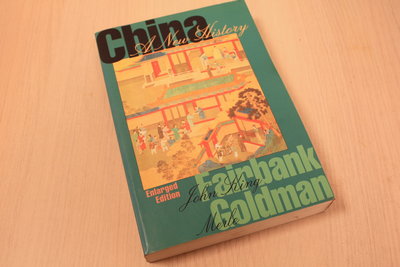 China
A New History
Enlarged
Edition
Fairbank
John King
Goldman
Merle